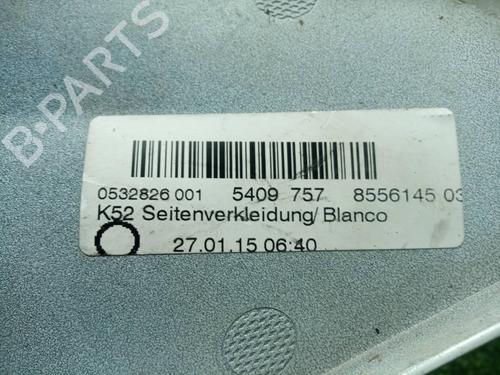 B-PARTS
0532826 001 5409 757 8556145 03
K52 Seitenverkleidung/ Blanco
27.01.15 06:40